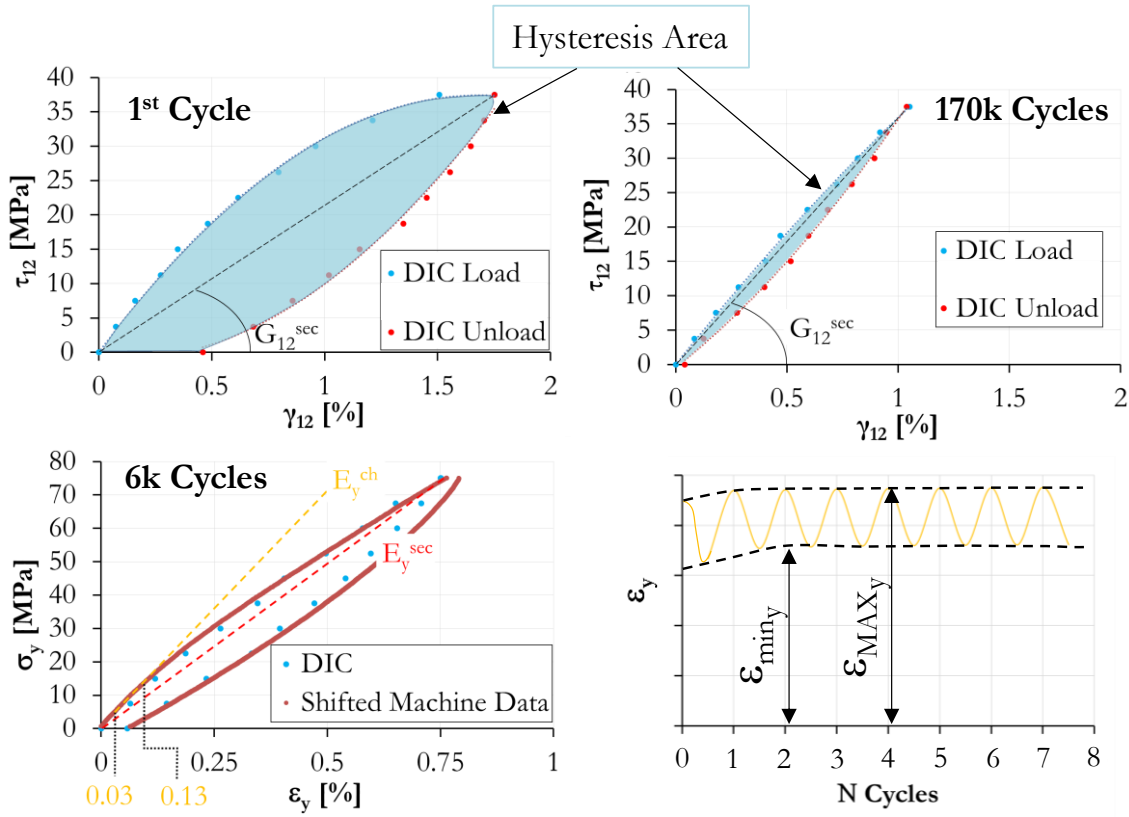 Hysteresis Area
1st Cycle
40
35
30
25
20
15
10
5
0
τ12 [MPa]
DIC Load
DIC Unload
G12sec
0
0.5
1
1.5
2
γ12 [%]
170k Cycles
40
35
30
25
20
15
10
5
0
τ12 [MPa]
DIC Load
DIC Unload
G12sec
0
0.5
1
1.5
2
γ12 [%]
6k Cycles
80
70
60
50
40
30
20
10
0
σy [MPa]
Eych
Eysec
DIC
Shifted Machine Data
0
0.25
0.5
0.75
1
0.03
0.13
εy [%]
εy
εminy
εMAXy
0
1
2
3
4
5
6
7
8
N Cycles